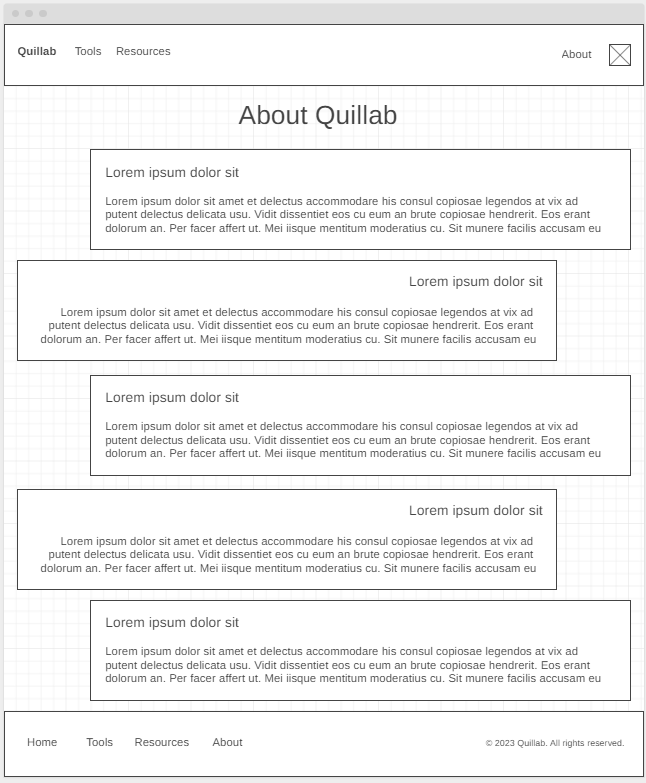 Quillab Tools Resources About
About Quillab
Lorem ipsum dolor sit
Lorem ipsum dolor sit amet et delectus accommodare his consul copiosae legendos at vix ad
putent delectus delicata usu. Vidit dissentiet eos cu eum an brute copiosae hendrerit. Eos erant
dolorum an. Per facer affert ut. Mei iisque mentitum moderatius cu. Sit munere facilis accusam eu
Lorem ipsum dolor sit
Lorem ipsum dolor sit amet et delectus accommodare his consul copiosae legendos at vix ad
putent delectus delicata usu. Vidit dissentiet eos cu eum an brute copiosae hendrerit. Eos erant
dolorum an. Per facer affert ut. Mei iisque mentitum moderatius cu. Sit munere facilis accusam eu
Lorem ipsum dolor sit
Lorem ipsum dolor sit amet et delectus accommodare his consul copiosae legendos at vix ad
putent delectus delicata usu. Vidit dissentiet eos cu eum an brute copiosae hendrerit. Eos erant
dolorum an. Per facer affert ut. Mei iisque mentitum moderatius cu. Sit munere facilis accusam eu
Lorem ipsum dolor sit
Lorem ipsum dolor sit amet et delectus accommodare his consul copiosae legendos at vix ad
putent delectus delicata usu. Vidit dissentiet eos cu eum an brute copiosae hendrerit. Eos erant
dolorum an. Per facer affert ut. Mei iisque mentitum moderatius cu. Sit munere facilis accusam eu
Lorem ipsum dolor sit
Lorem ipsum dolor sit amet et delectus accommodare his consul copiosae legendos at vix ad
putent delectus delicata usu. Vidit dissentiet eos cu eum an brute copiosae hendrerit. Eos erant
dolorum an. Per facer affert ut. Mei iisque mentitum moderatius cu. Sit munere facilis accusam eu
Home Tools Resources About © 2023 Quillab. All rights reserved.